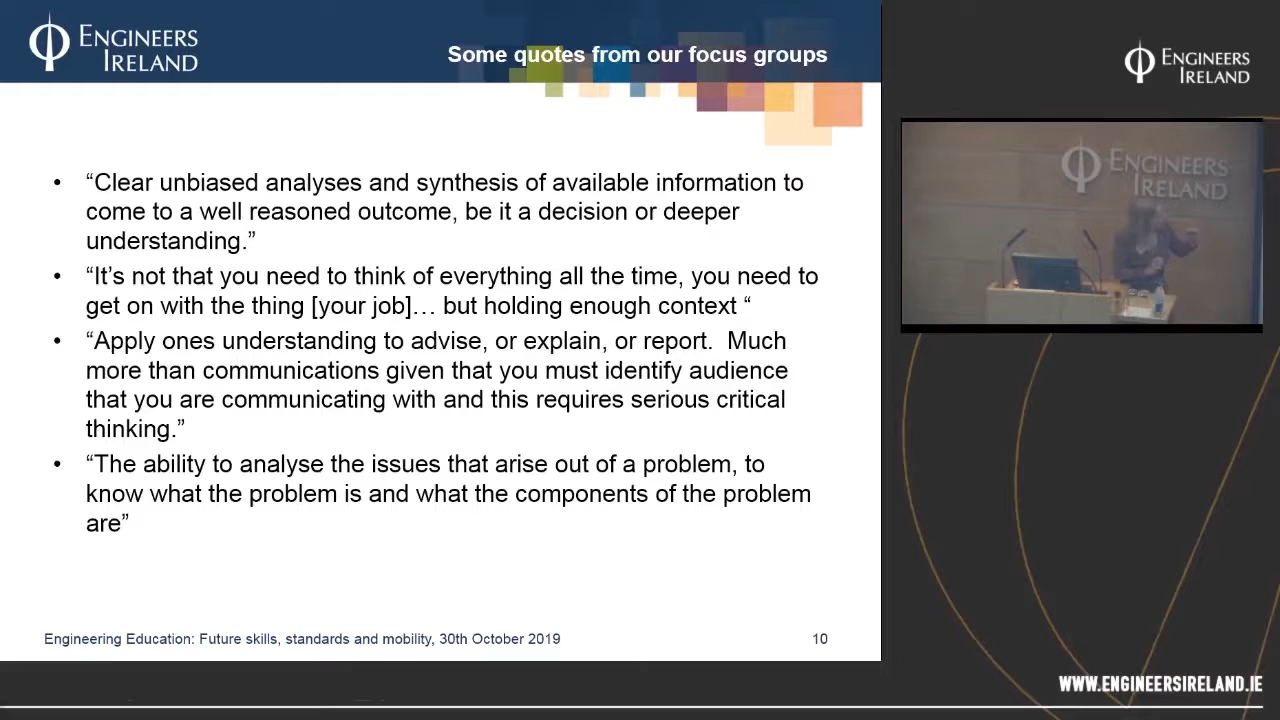 ENGINEERS
IRELAND
Some quotes from our focus groups
• “Clear unbiased analyses and synthesis of available information to
come to a well reasoned outcome, be it a decision or deeper
understanding.”
• “It’s not that you need to think of everything all the time, you need to
get on with the thing [your job]… but holding enough context “
• “Apply ones understanding to advise, or explain, or report.  Much
more than communications given that you must identify audience
that you are communicating with and this requires serious critical
thinking.”
• “The ability to analyse the issues that arise out of a problem, to
know what the problem is and what the components of the problem
are”
Engineering Education: Future skills, standards and mobility, 30th October 2019
10
ENGINEERS
IRELAND
ENGINEERS
IRELAND
WWW.ENGINEERSIRELAND.IE